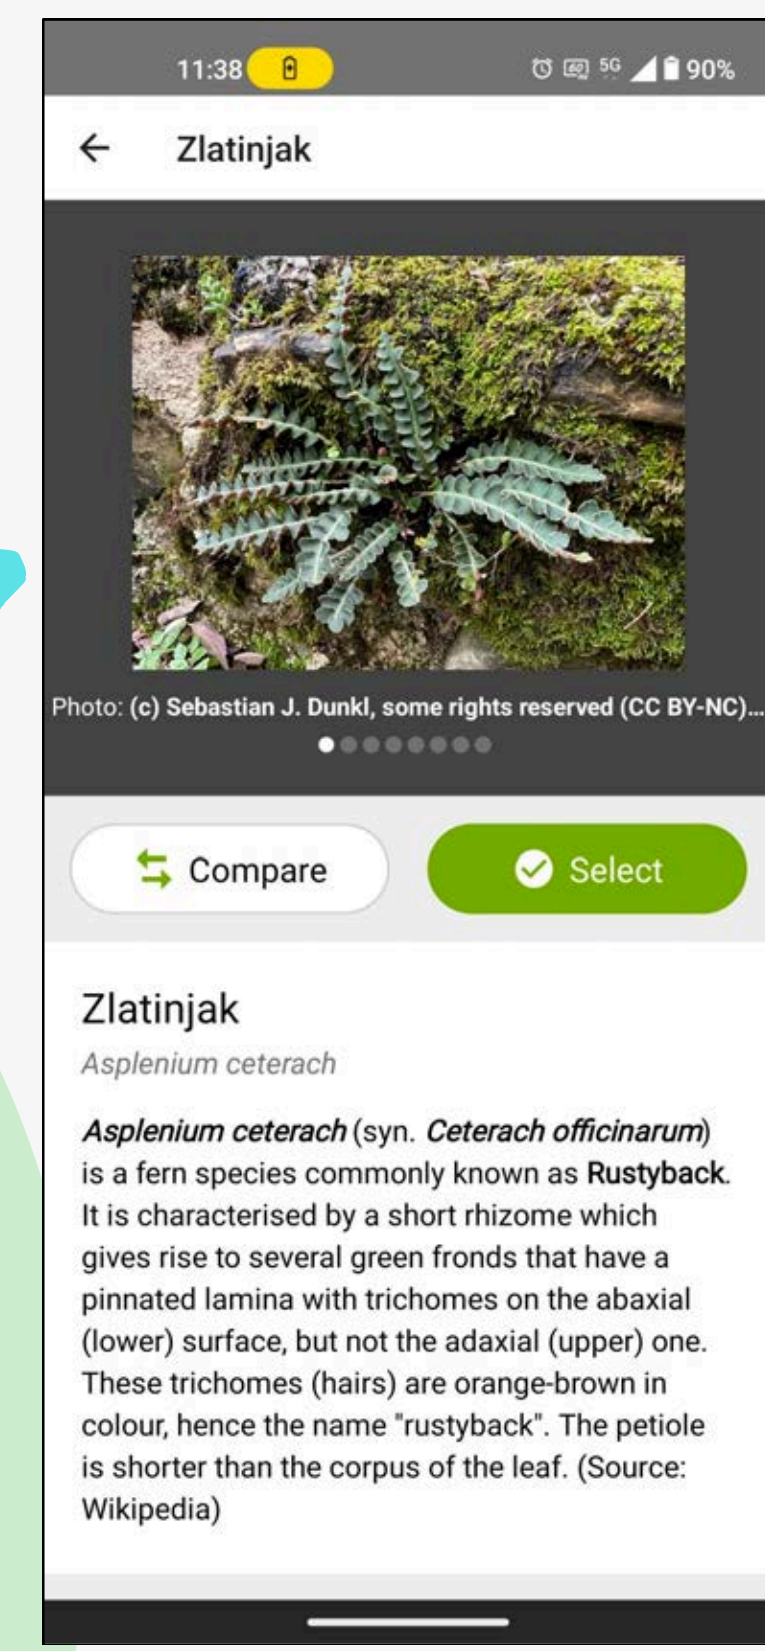 11:38
5G
90%
Zlatinjak
Photo: (c) Sebastian J. Dunkl, some rights reserved (CC BY-NC)...
Compare
Select
Zlatinjak
Asplenium ceterach
Asplenium ceterach (syn. Ceterach officinarum)
is a fern species commonly known as Rustyback.
It is characterised by a short rhizome which
gives rise to several green fronds that have a
pinnated lamina with trichomes on the abaxial
(lower) surface, but not the adaxial (upper) one.
These trichomes (hairs) are orange-brown in
colour, hence the name "rustyback". The petiole
is shorter than the corpus of the leaf. (Source:
Wikipedia)